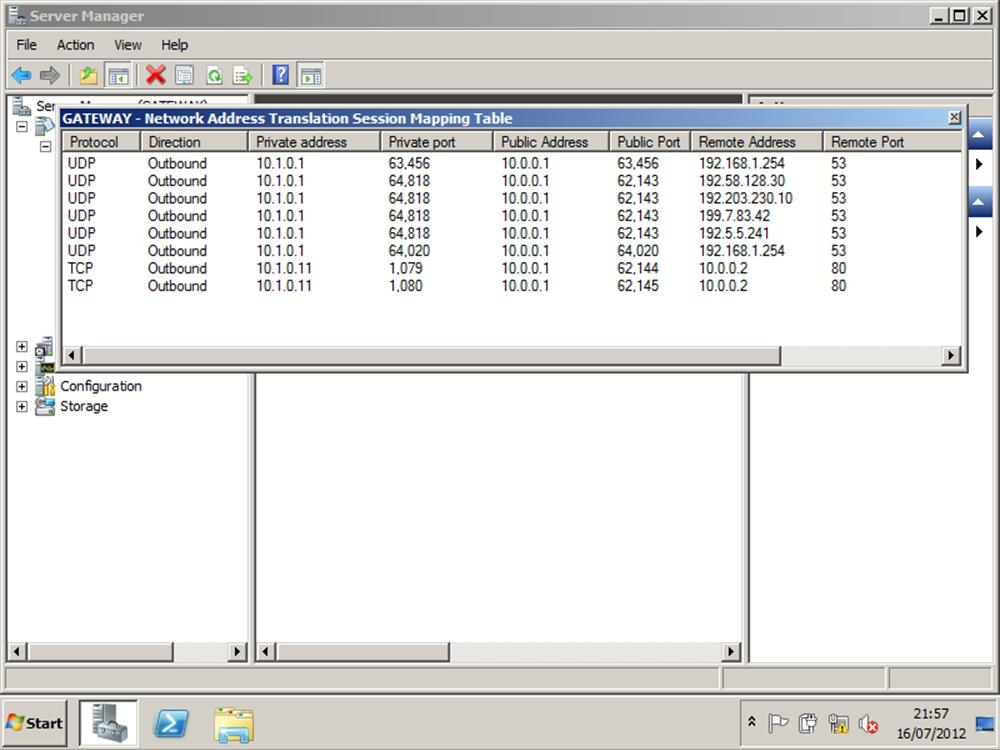 Server Manager
File Action View Help
GATEWAY - Network Address Translation Session Mapping Table
Protocol Direction Private address Private port Public Address Public Port Remote Address Remote Port
UDP Outbound 10.1.0.1 63,456 10.0.0.1 63,456 192.168.1.254 53
UDP Outbound 10.1.0.1 64,818 10.0.0.1 62,143 192.58.128.30 53
UDP Outbound 10.1.0.1 64,818 10.0.0.1 62,143 192.203.230.10 53
UDP Outbound 10.1.0.1 64,818 10.0.0.1 62,143 199.7.83.42 53
UDP Outbound 10.1.0.1 64,818 10.0.0.1 62,143 192.5.5.241 53
UDP Outbound 10.1.0.1 64,020 10.0.0.1 64,020 192.168.1.254 53
TCP Outbound 10.1.0.11 1,079 10.0.0.1 62,144 10.0.0.2 80
TCP Outbound 10.1.0.11 1,080 10.0.0.1 62,145 10.0.0.2 80
Configuration
Storage
Start
21:57
16/07/2012